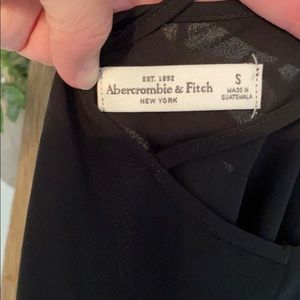 EST. 1892
Abercrombie & Fitch
NEW YORK
S
MADE IN
GUATEMALA